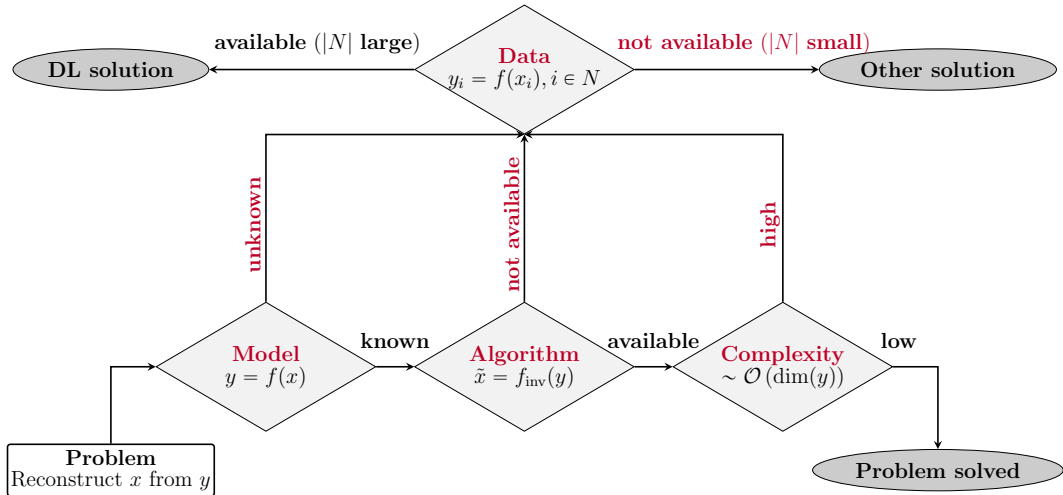 available (|N| large)
not available (|N| small)
DL solution
Data
y_i = f(x_i), i ∈ N
Other solution
unknown
not available
high
Model
y = f(x)
known
Algorithm
x̃ = f_inv(y)
available
Complexity
∼ 𝒪 (dim(y))
low
Problem
Reconstruct x from y
Problem solved